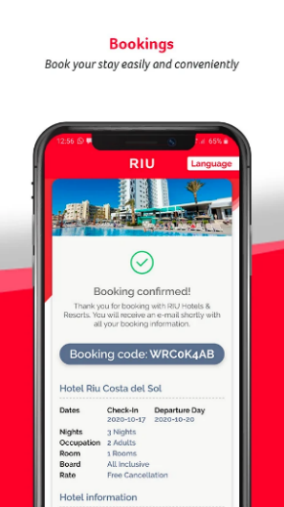 Bookings
Book your stay easily and conveniently
12:56 65%
RIU
Language
Booking confirmed!
Thank you for booking with RIU Hotels &
Resorts. You will receive an e-mail shortly with
all your booking information.
Booking code: WRC0K4AB
Hotel Riu Costa del Sol
Dates Check-In Departure Day
2020-10-17 2020-10-20
Nights 3 Nights
Occupation 2 Adults
Room 1 Rooms
Board All Inclusive
Rate Free Cancellation
Hotel information